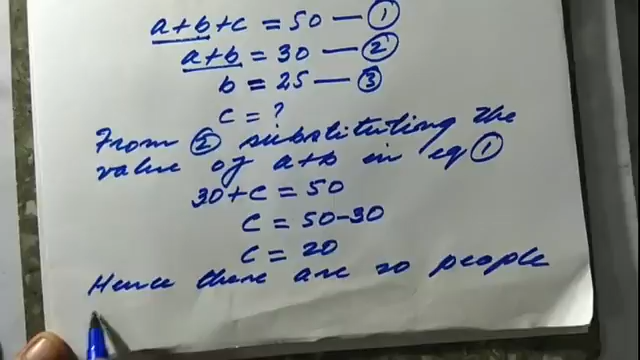 a+b+c = 50 — ①
a+b = 30 — ②
b = 25 — ③
c = ?
From ② substituting the
value of a+b in eq ①
30+c = 50
c = 50-30
c = 20
Hence there are 20 people